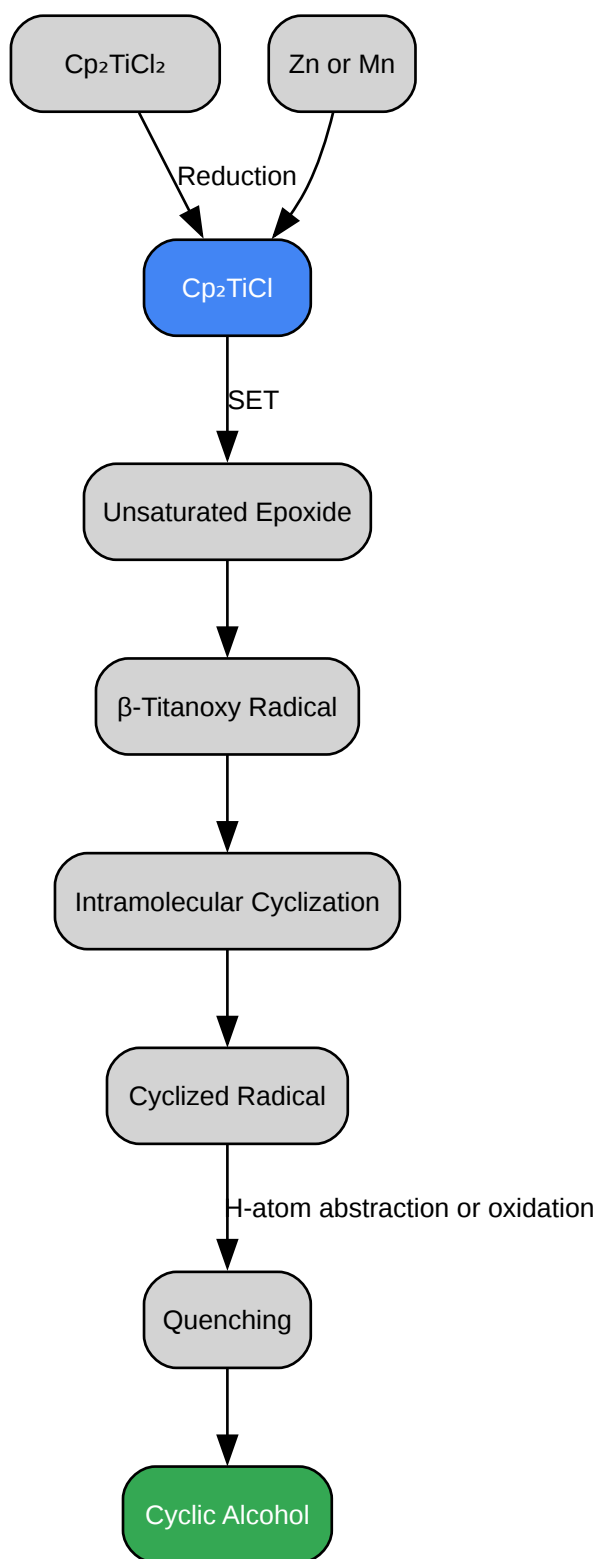 Cp₂TiCl₂
Zn or Mn
Reduction
Cp₂TiCl
SET
Unsaturated Epoxide
β-Titanoxy Radical
Intramolecular Cyclization
Cyclized Radical
H-atom abstraction or oxidation
Quenching
Cyclic Alcohol